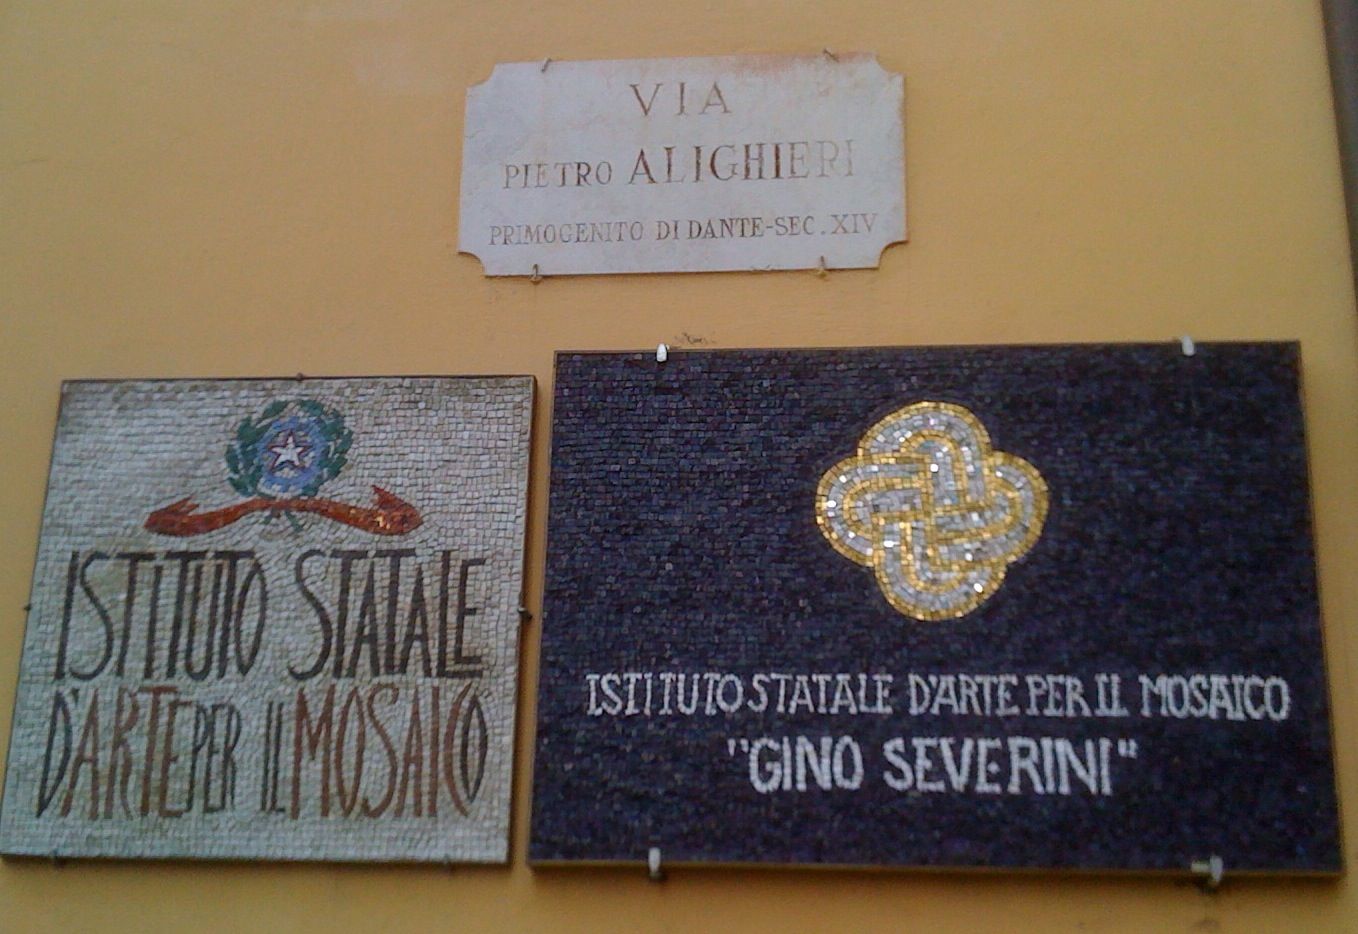 VIA
PIETRO ALIGHIERI
PRIMOGENITO DI DANTE-SEC. XIV
ISTITUTO STATALE
D'ARTE PER IL MOSAICO
ISTITUTO STATALE D'ARTE PER IL MOSAICO
"GINO SEVERINI"